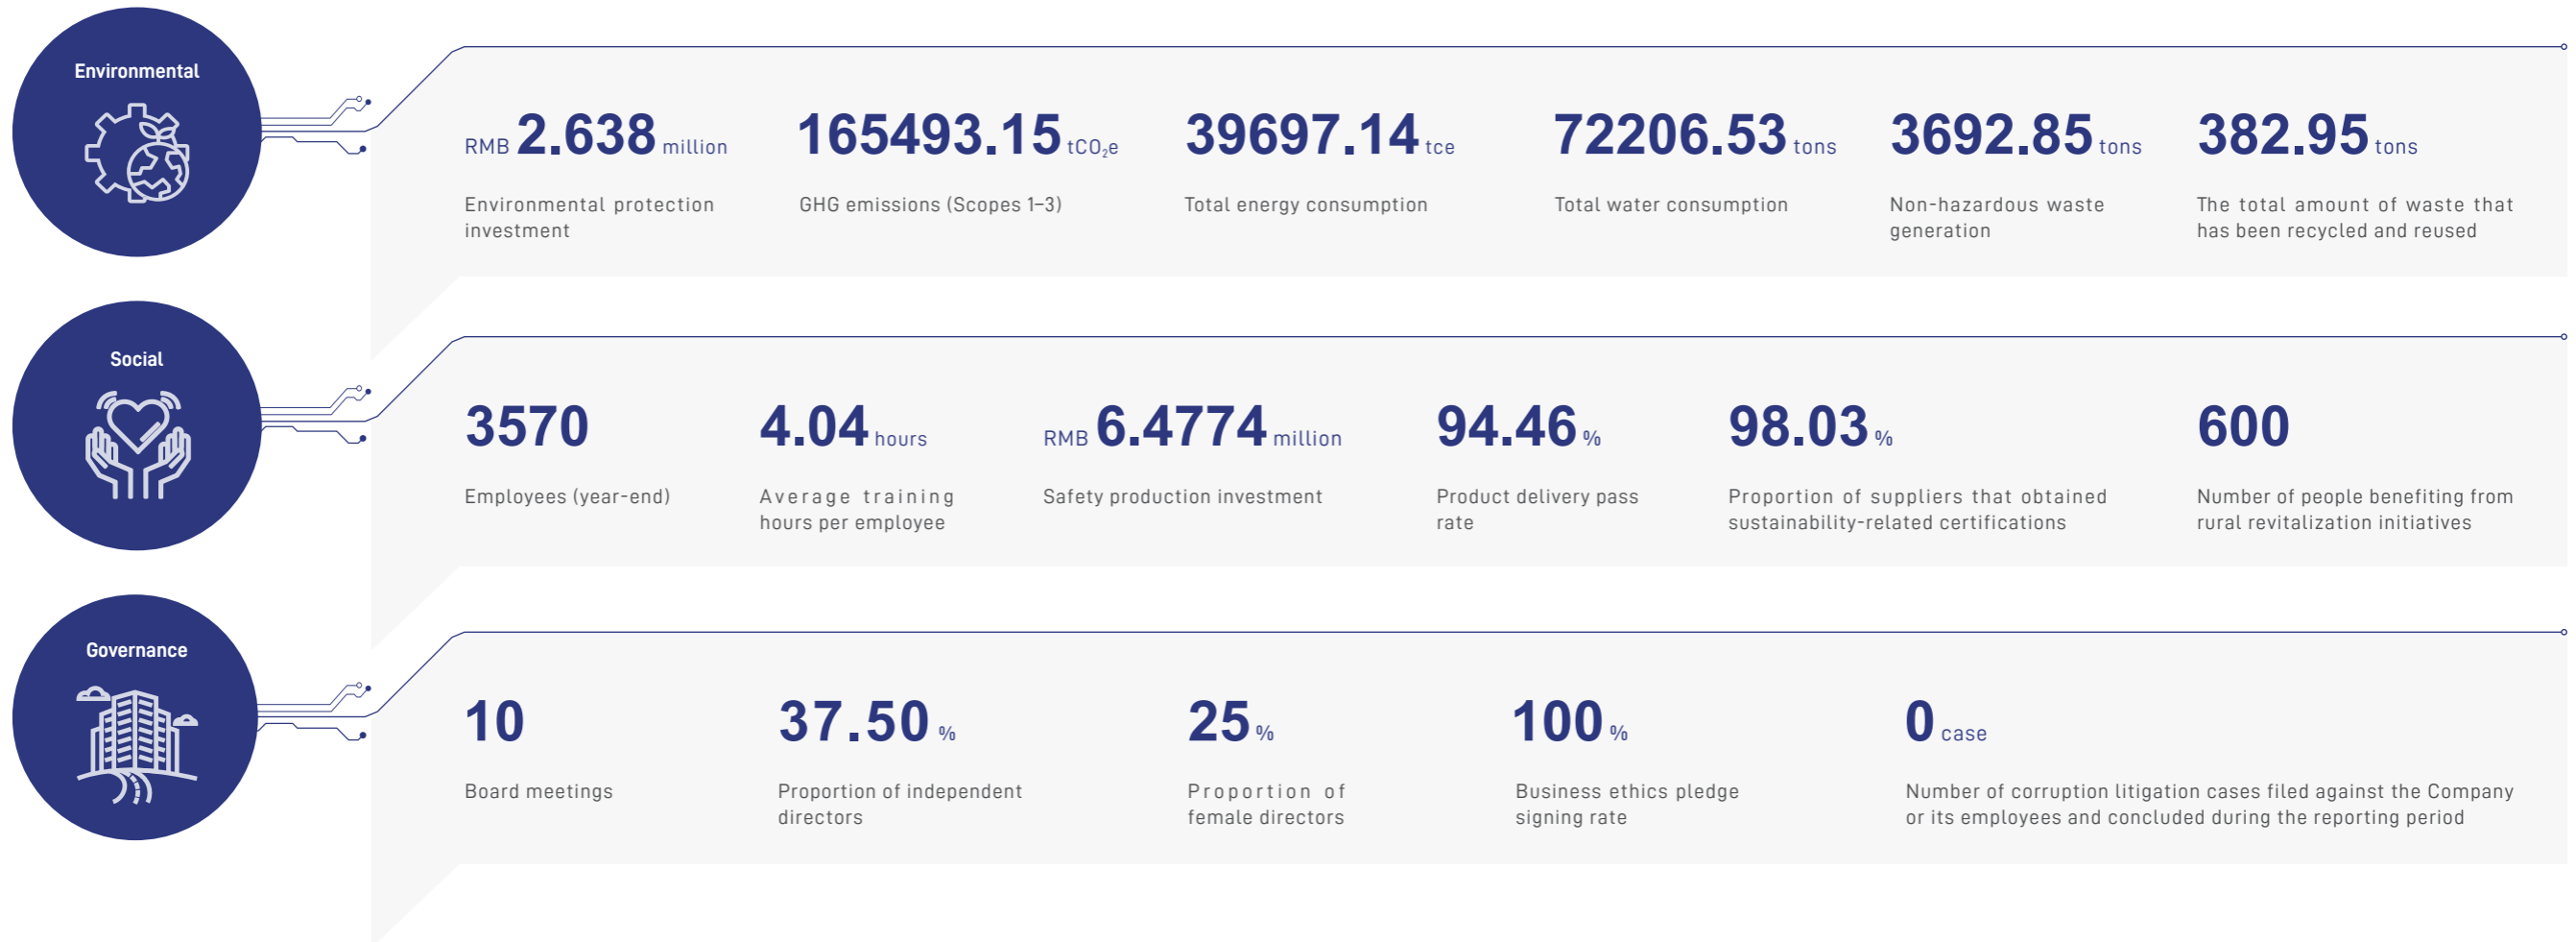 Environmental
RMB 2.638 million
Environmental protection
investment
165493.15 tCO₂e
GHG emissions (Scopes 1–3)
39697.14 tce
Total energy consumption
72206.53 tons
Total water consumption
3692.85 tons
Non-hazardous waste
generation
382.95 tons
The total amount of waste that
has been recycled and reused
Social
3570
Employees (year-end)
4.04 hours
Average training
hours per employee
RMB 6.4774 million
Safety production investment
94.46 %
Product delivery pass
rate
98.03 %
Proportion of suppliers that obtained
sustainability-related certifications
600
Number of people benefiting from
rural revitalization initiatives
Governance
10
Board meetings
37.50 %
Proportion of independent
directors
25 %
Proportion of
female directors
100 %
Business ethics pledge
signing rate
0 case
Number of corruption litigation cases filed against the Company
or its employees and concluded during the reporting period